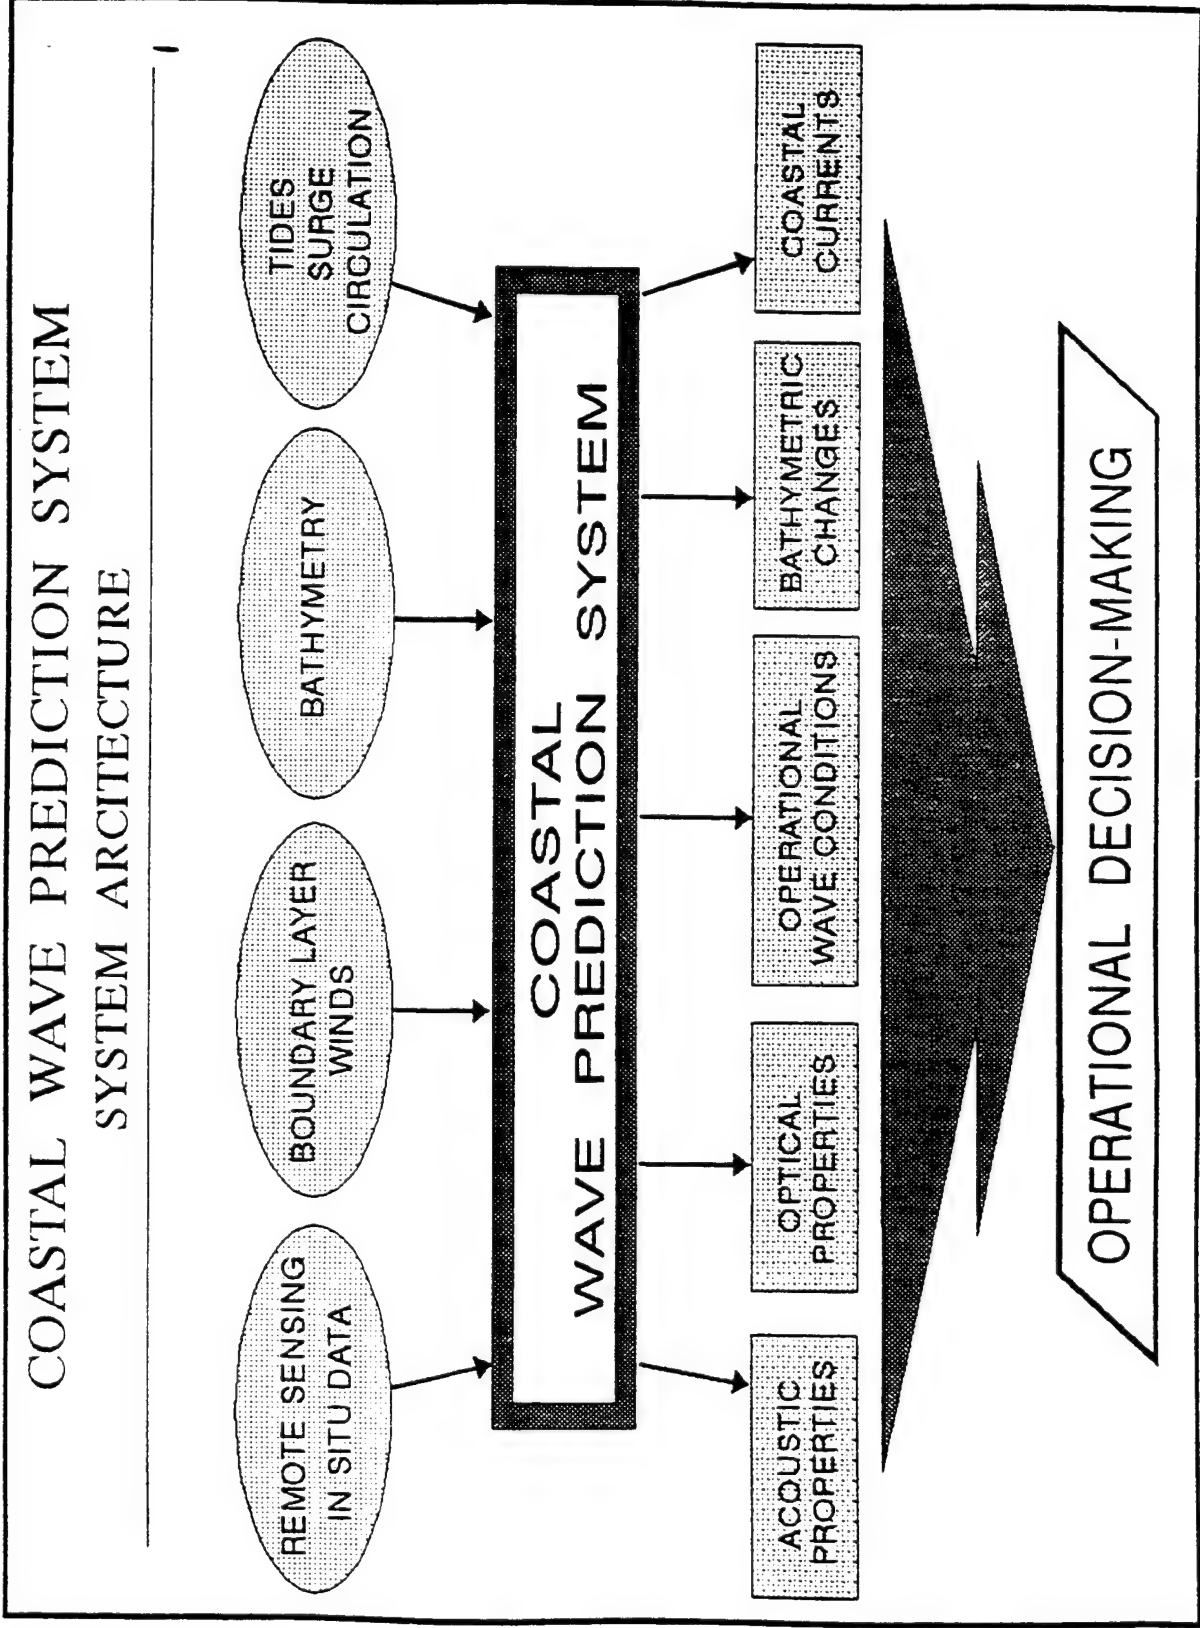 COASTAL WAVE PREDICTION SYSTEM
SYSTEM ARCITECTURE
REMOTE SENSING
IN SITU DATA
BOUNDARY LAYER
WINDS
BATHYMETRY
TIDES
SURGE
CIRCULATION
COASTAL
WAVE PREDICTION SYSTEM
ACOUSTIC
PROPERTIES
OPTICAL
PROPERTIES
OPERATIONAL
WAVE CONDITIONS
BATHYMETRIC
CHANGES
COASTAL
CURRENTS
OPERATIONAL DECISION-MAKING